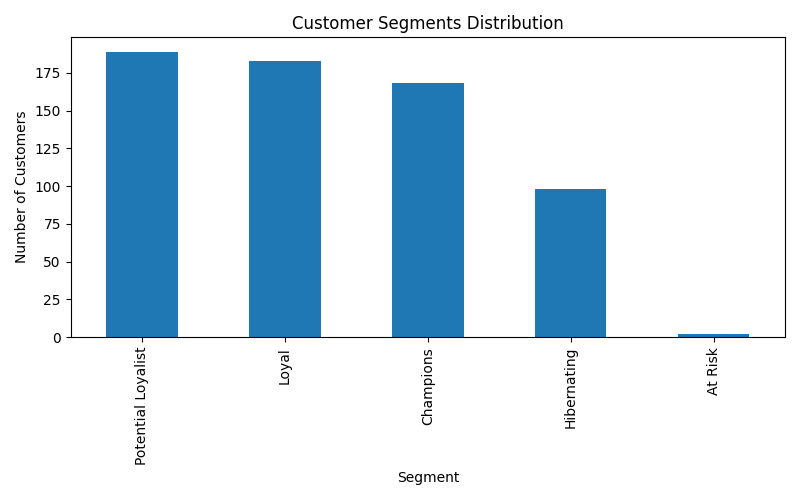 Customer Segments Distribution
Number of Customers
175
150
125
100
75
50
25
0
Potential Loyalist
Loyal
Champions
Hibernating
At Risk
Segment